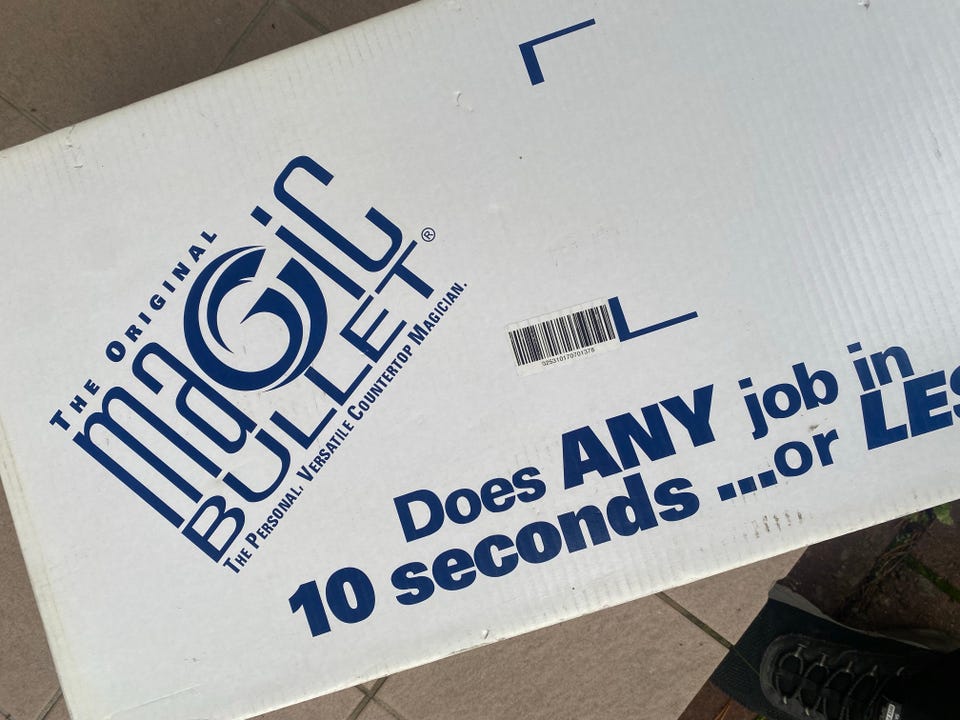 THE ORIGINAL
maGic
BULLET®
THE PERSONAL, VERSATILE COUNTERTOP MAGICIAN.
Does ANY job in
10 seconds ...or LES